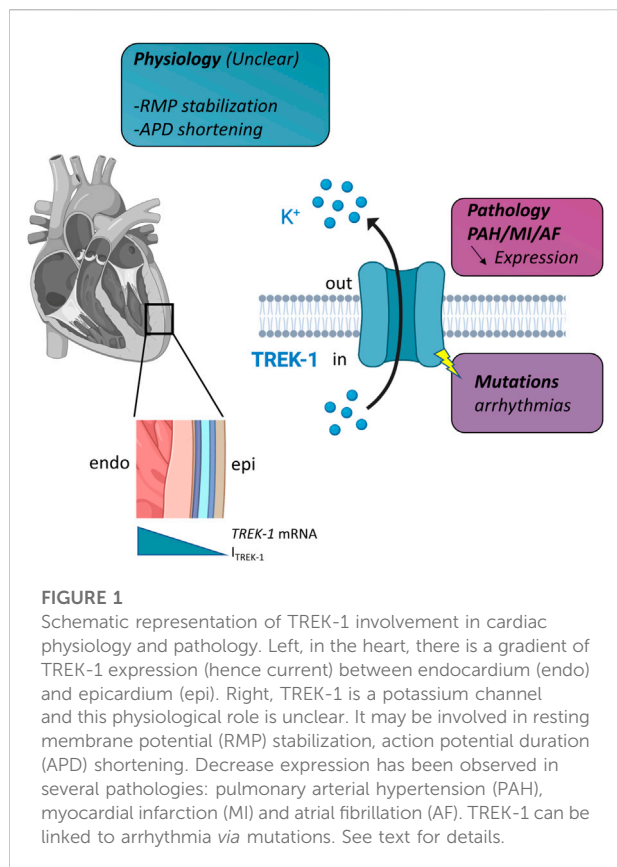 Physiology (Unclear)
-RMP stabilization
-APD shortening
K+
Pathology
PAH/MI/AF
↘ Expression
out
TREK-1 in
Mutations
arrhythmias
endo
epi
TREK-1 mRNA
ITREK-1
FIGURE 1
Schematic representation of TREK-1 involvement in cardiac
physiology and pathology. Left, in the heart, there is a gradient of
TREK-1 expression (hence current) between endocardium (endo)
and epicardium (epi). Right, TREK-1 is a potassium channel
and this physiological role is unclear. It may be involved in resting
membrane potential (RMP) stabilization, action potential duration
(APD) shortening. Decrease expression has been observed in
several pathologies: pulmonary arterial hypertension (PAH),
myocardial infarction (MI) and atrial fibrillation (AF). TREK-1 can be
linked to arrhythmia via mutations. See text for details.